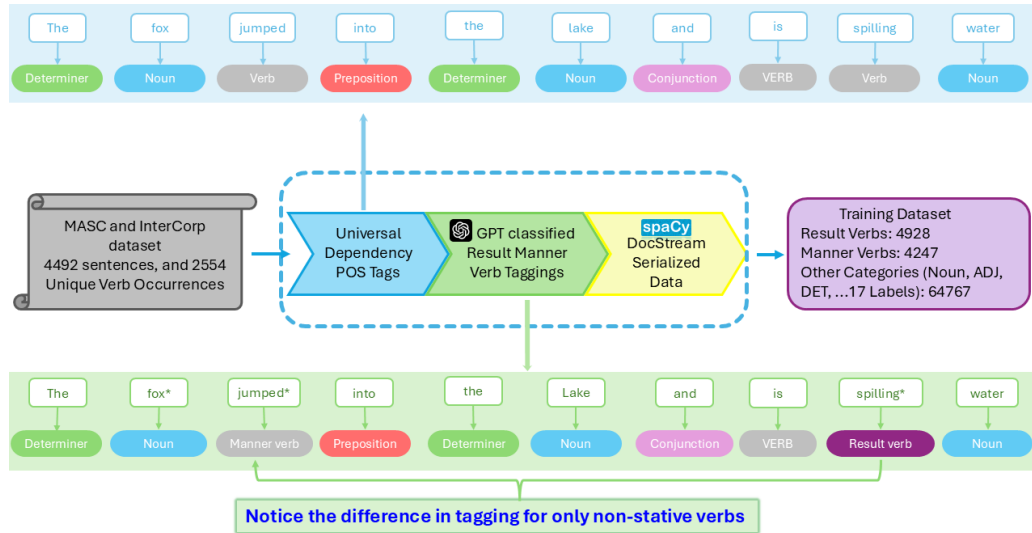 The fox jumped into the lake and is spilling water
Determiner Noun Verb Preposition Determiner Noun Conjunction VERB Verb Noun
MASC and InterCorp
dataset
4492 sentences, and 2554
Unique Verb Occurrences
Universal
Dependency
POS Tags
GPT classified
Result Manner
Verb Taggings
spaCy
DocStream
Serialized
Data
Training Dataset
Result Verbs: 4928
Manner Verbs: 4247
Other Categories (Noun, ADJ,
DET, ...17 Labels): 64767
The fox* jumped* into the Lake and is spilling* water
Determiner Noun Manner verb Preposition Determiner Noun Conjunction VERB Result verb Noun
Notice the difference in tagging for only non-stative verbs